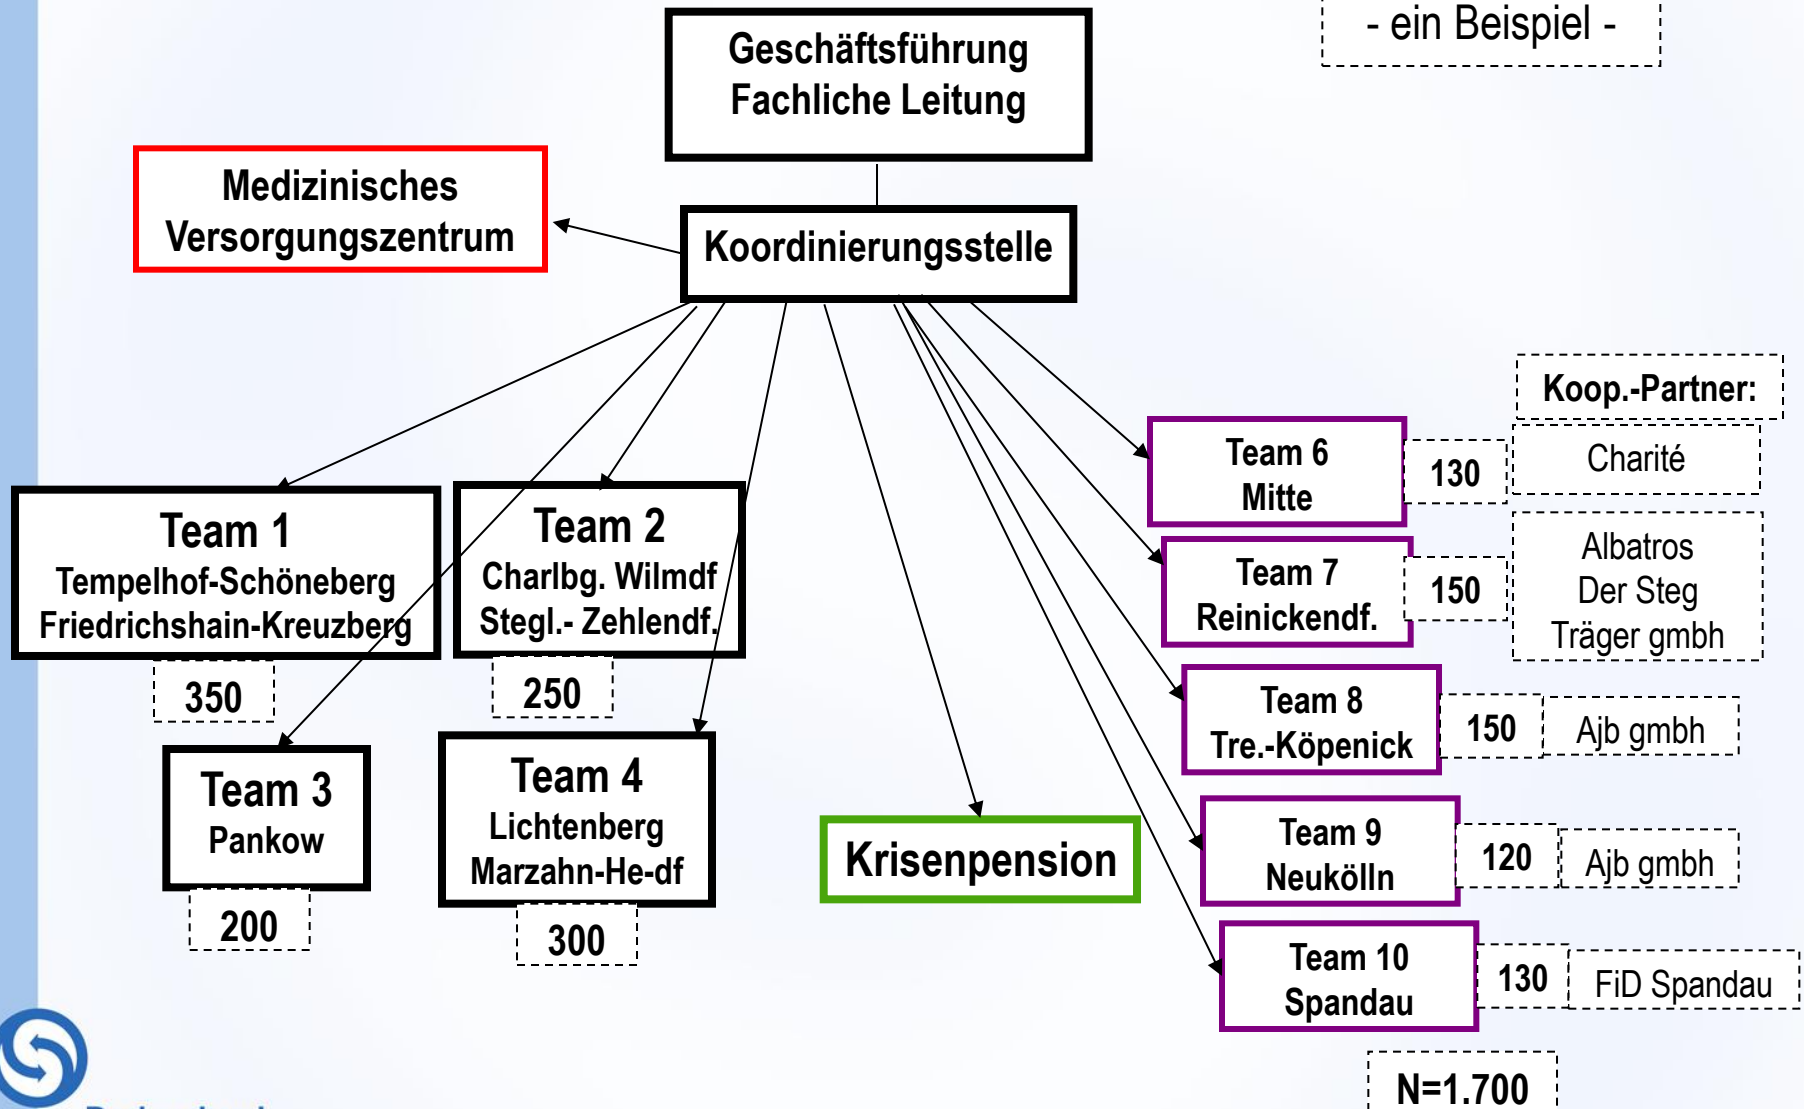 - ein Beispiel -
Geschäftsführung
Fachliche Leitung
Medizinisches
Versorgungszentrum
Koordinierungsstelle
Koop.-Partner:
Team 6
Mitte
130
Charité
Team 7
Reinickendf.
150
Albatros
Der Steg
Träger gmbh
Team 1
Tempelhof-Schöneberg
Friedrichshain-Kreuzberg
350
Team 2
Charlbg. Wilmdf
Stegl.- Zehlendf.
250
Team 8
Tre.-Köpenick
150
Ajb gmbh
Team 3
Pankow
200
Team 4
Lichtenberg
Marzahn-He-df
300
Krisenpension
Team 9
Neukölln
120
Ajb gmbh
Team 10
Spandau
130
FiD Spandau
N=1.700